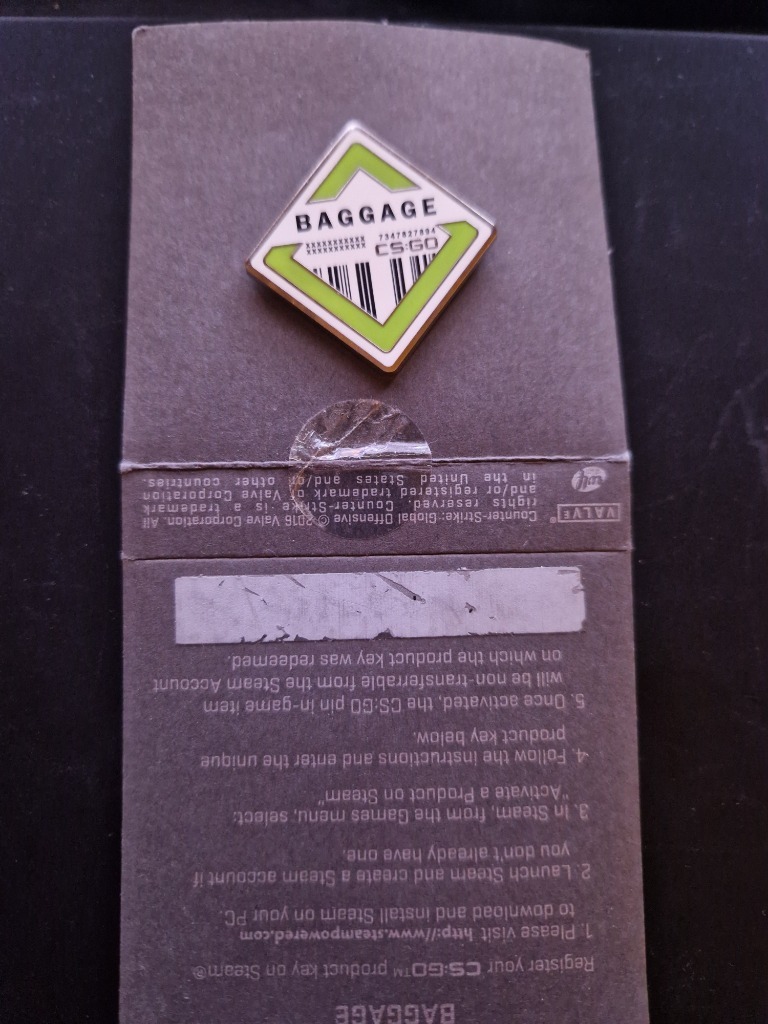 BAGGAGE
XXXXXXXXXXX
XXXXXXXXXXX
7347827894
CS:GO
BAGGAGE
Register your CS:GO™ product key on Steam®
1. Please visit http://www.steampowered.com
to download and install Steam on your PC.
2. Launch Steam and create a Steam account if
you don't already have one.
3. In Steam, from the Games menu, select:
"Activate a Product on Steam"
4. Follow the instructions and enter the unique
product key below.
5. Once activated, the CS:GO pin in-game item
will be non-transferrable from the Steam Account
on which the product key was redeemed.
VALVE®
Counter-Strike: Global Offensive © 2016 Valve Corporation. All
rights reserved. Counter-Strike is a trademark
and/or registered trademark of Valve Corporation
in the United States and/or other countries.